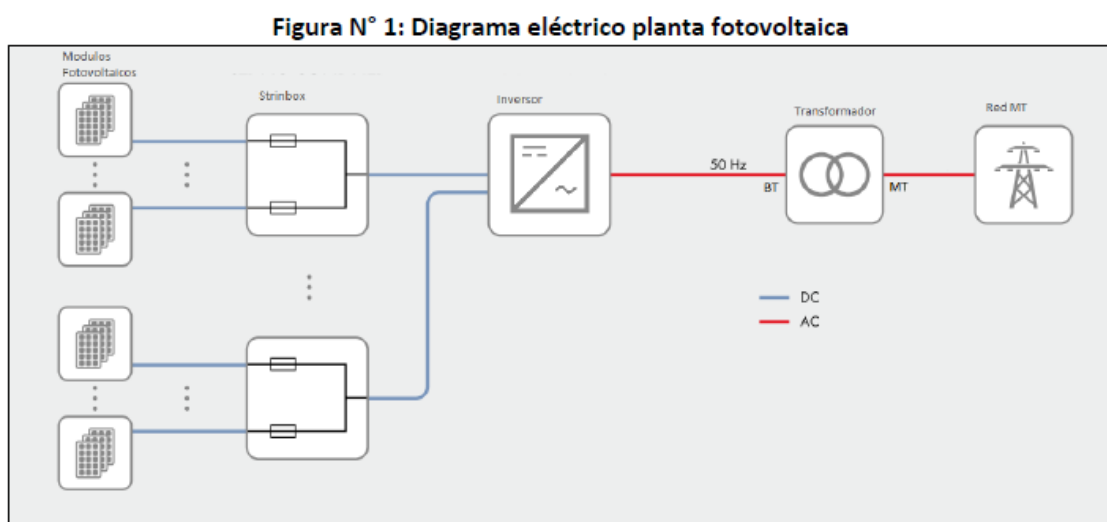 Figura N° 1: Diagrama eléctrico planta fotovoltaica
Modulos
Fotovoltaicos
Strinbox
Inversor
Transformador
Red MT
50 Hz
BT
MT
DC
AC